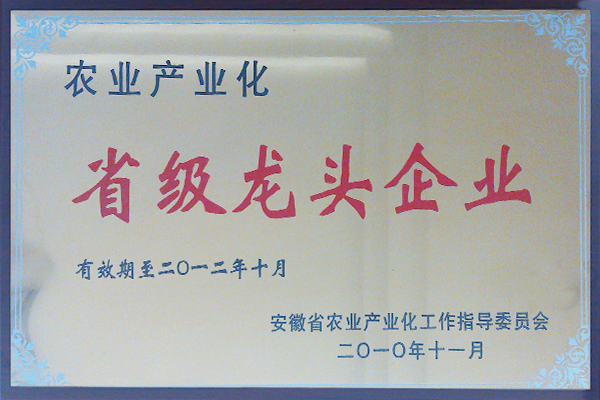 农业产业化
省级龙头企业
有效期至二〇一二年十月
安徽省农业产业化工作指导委员会
二〇一〇年十一月